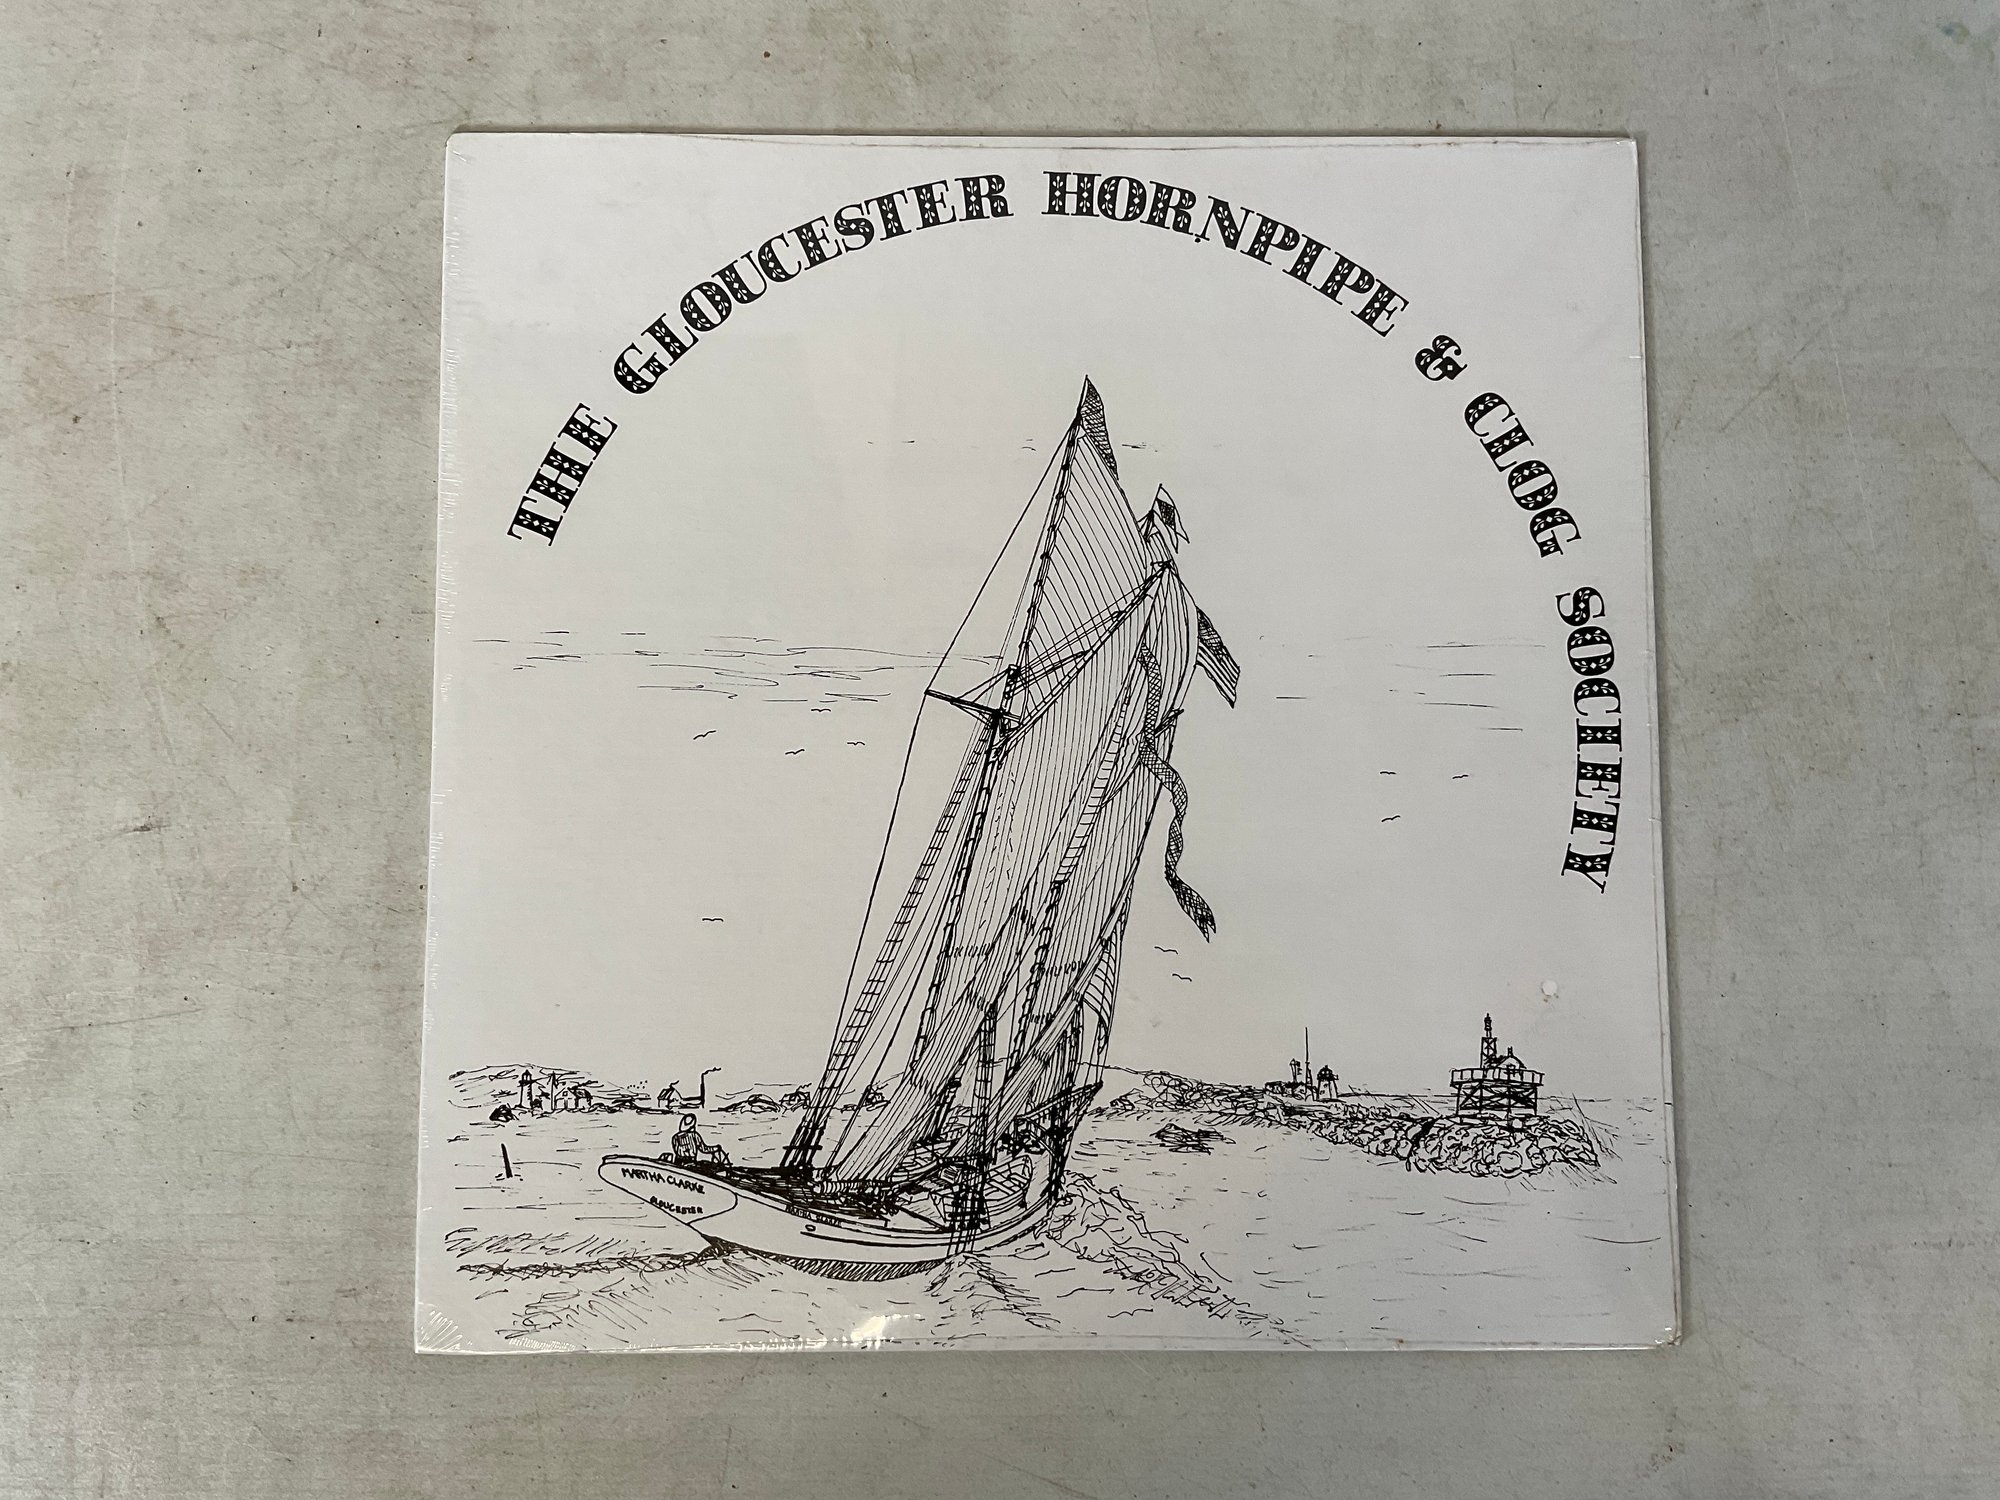 THE GLOUCESTER HORNPIPE & CLOG SOCIETY
MARTHA CLARKE
GLOUCESTER